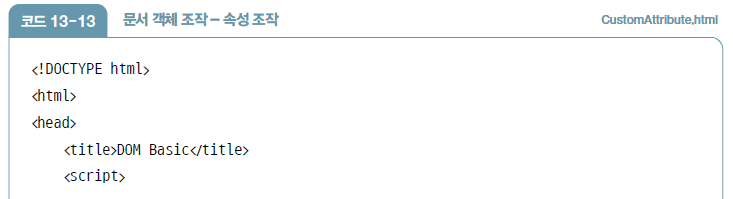 코드 13-13 문서 객체 조작 – 속성 조작 CustomAttribute.html
<!DOCTYPE html>
<html>
<head>
<title>DOM Basic</title>
<script>